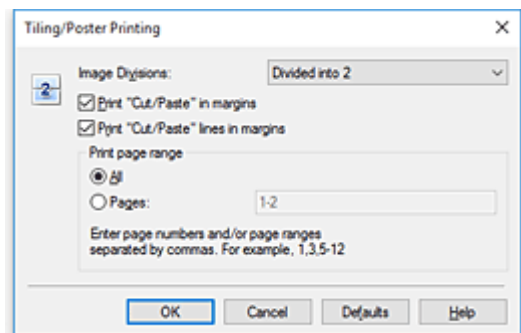 Tiling/Poster Printing
Image Divisions: Divided into 2
2
Print "Cut/Paste" in margins
Print "Cut/Paste" lines in margins
Print page range
All
Pages: 1-2
Enter page numbers and/or page ranges
separated by commas. For example, 1,3,5-12
OK Cancel Defaults Help